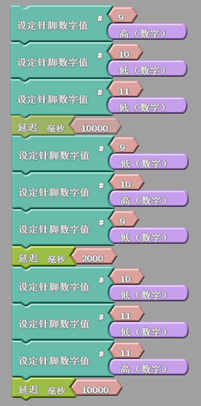 设定针脚数字值 # 9
高（数字）
设定针脚数字值 # 10
低（数字）
设定针脚数字值 # 11
低（数字）
延迟 毫秒 10000
设定针脚数字值 # 9
低（数字）
设定针脚数字值 # 10
高（数字）
设定针脚数字值 # 9
低（数字）
延迟 毫秒 2000
设定针脚数字值 # 10
低（数字）
设定针脚数字值 # 11
低（数字）
设定针脚数字值 # 11
高（数字）
延迟 毫秒 10000